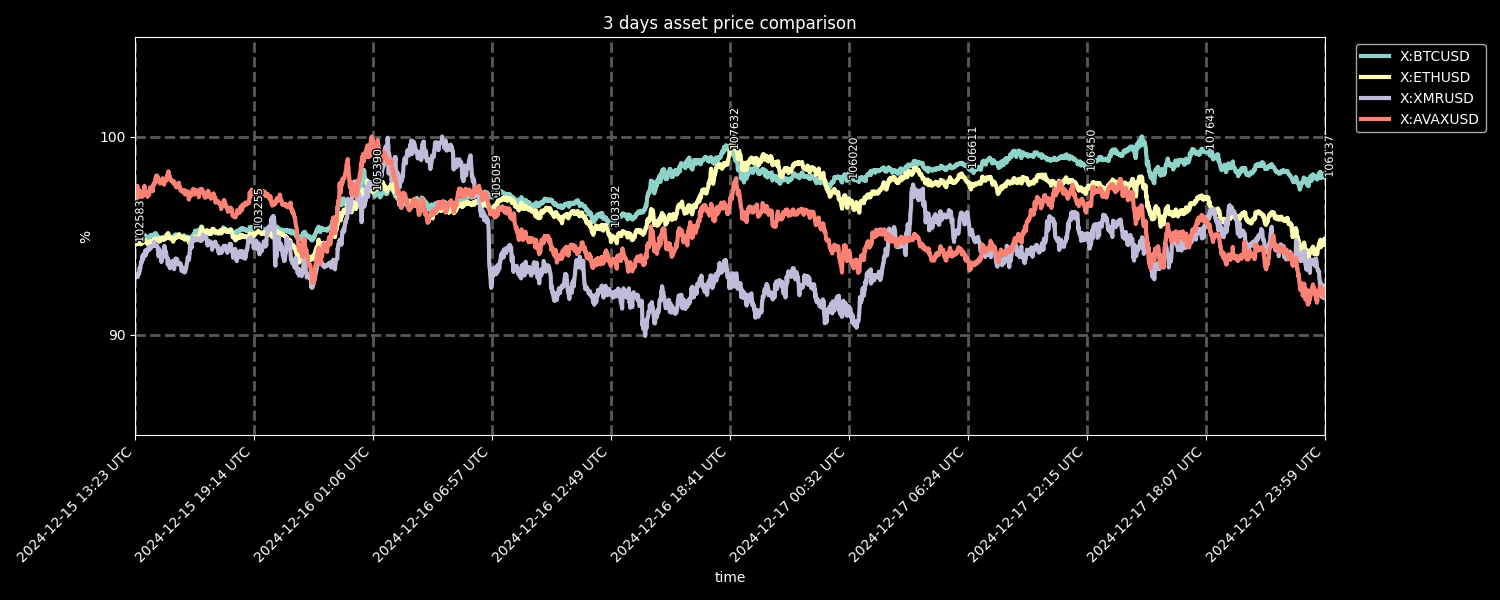 3 days asset price comparison
X:BTCUSD
X:ETHUSD
X:XMRUSD
X:AVAXUSD
100
90
%
102383
103255
105390
105059
103392
107632
106020
106611
106450
107643
106137
2024-12-15 13:23 UTC
2024-12-15 19:14 UTC
2024-12-16 01:06 UTC
2024-12-16 06:57 UTC
2024-12-16 12:49 UTC
2024-12-16 18:41 UTC
2024-12-17 00:32 UTC
2024-12-17 06:24 UTC
2024-12-17 12:15 UTC
2024-12-17 18:07 UTC
2024-12-17 23:59 UTC
time